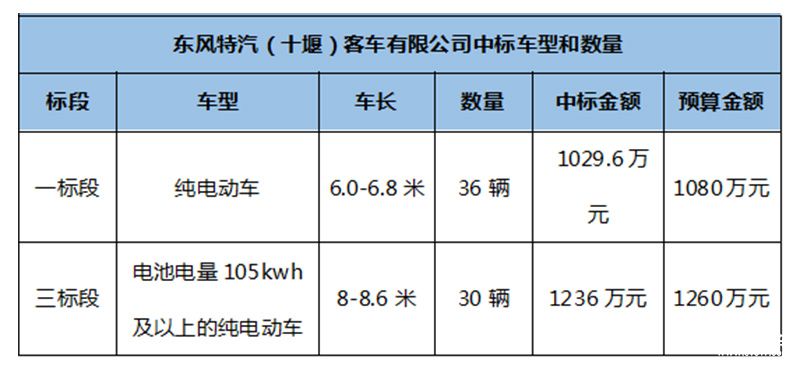 东风特汽（十堰）客车有限公司中标车型和数量
标段 车型 车长 数量 中标金额 预算金额
一标段 纯电动车 6.0-6.8 米 36 辆 1029.6 万元 1080万元
三标段 电池电量 105kwh 及以上的纯电动车 8-8.6 米 30 辆 1236 万元 1260万元